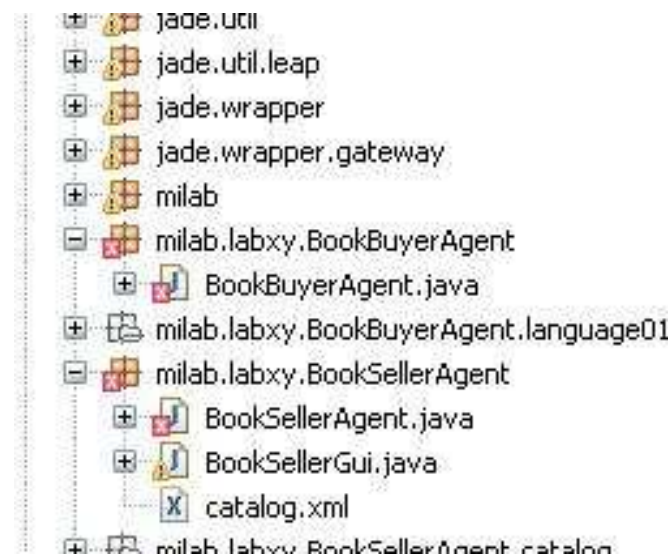 jade.util
jade.util.leap
jade.wrapper
jade.wrapper.gateway
milab
milab.labxy.BookBuyerAgent
BookBuyerAgent.java
milab.labxy.BookBuyerAgent.language01
milab.labxy.BookSellerAgent
BookSellerAgent.java
BookSellerGui.java
catalog.xml
milab.labxy.BookSellerAgent.catalog